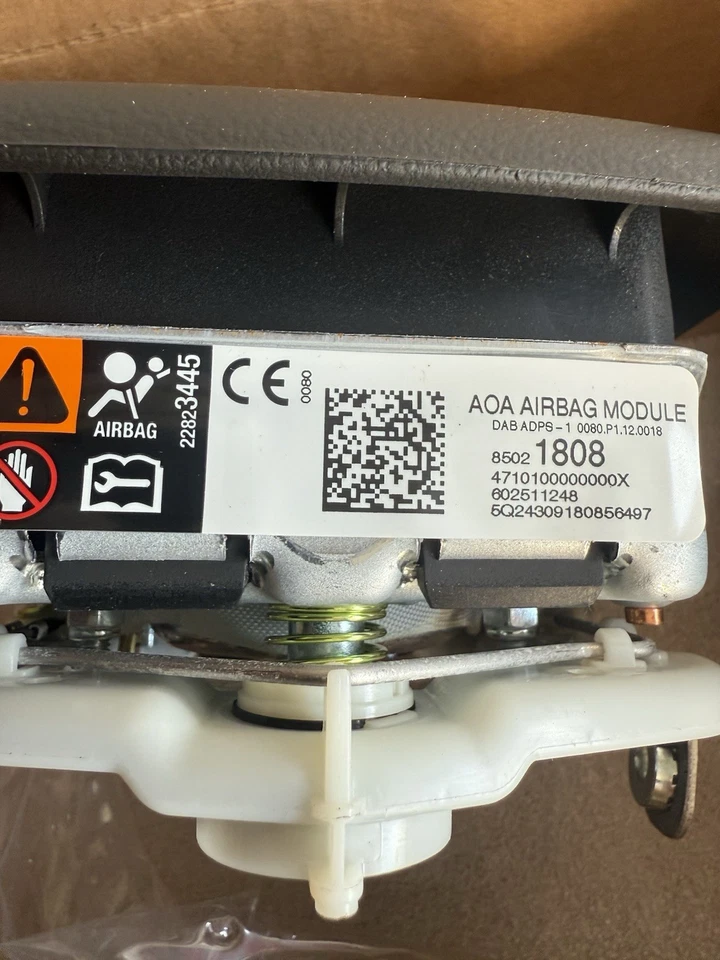 AIRBAG
22823445
CE
0080
AOA AIRBAG MODULE
DAB ADPS-1 0080.P1.12.0018
8502 1808
4710100000000X
602511248
5Q24309180856497